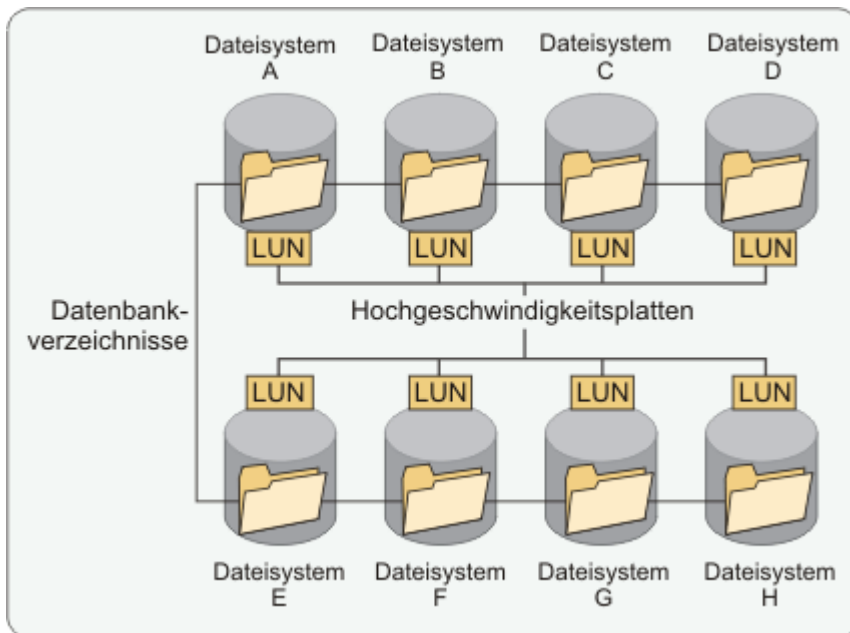 Dateisystem
A
Dateisystem
B
Dateisystem
C
Dateisystem
D
LUN
LUN
LUN
LUN
Datenbank-
verzeichnisse
Hochgeschwindigkeitsplatten
LUN
LUN
LUN
LUN
Dateisystem
E
Dateisystem
F
Dateisystem
G
Dateisystem
H